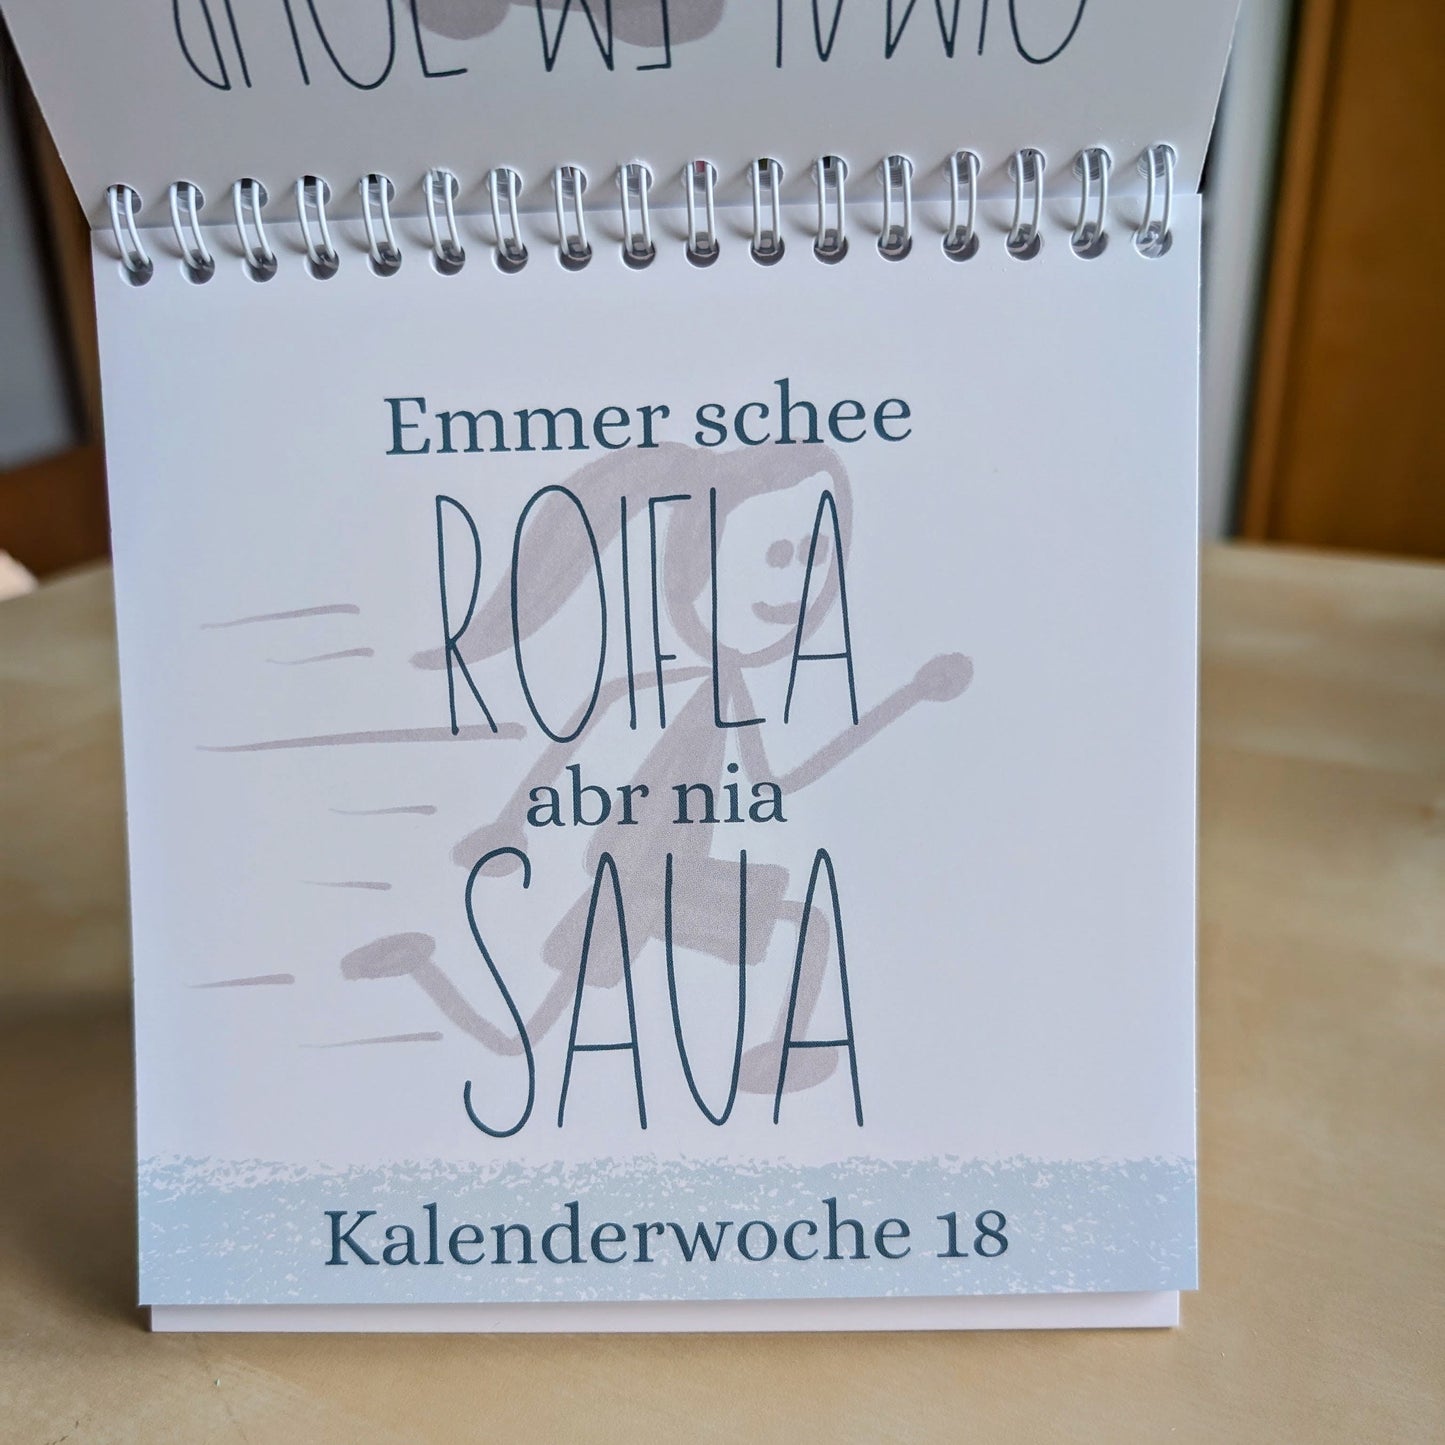 Emmer schee
ROIFLA
abr nia
SAUA
Kalenderwoche 18